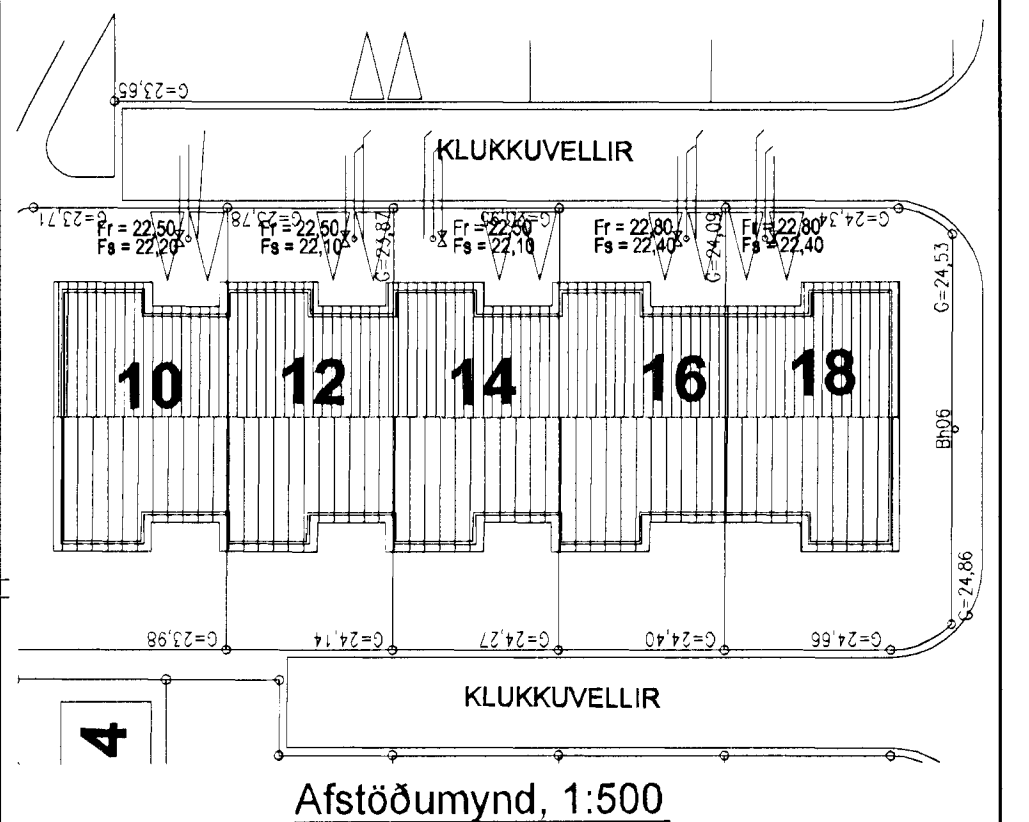 G=23,65
KLUKKUVELLIR
G=23,71
G=23,78
G=23,87
G=24,09
G=24,34
Fr = 22,50
Fs = 22,20
Fr = 22,50
Fs = 22,10
Fr = 22,50
Fs = 22,10
Fr = 22,80
Fs = 22,40
Fr = 22,80
Fs = 22,40
G=24,53
10
12
14
16
18
Bh06
G=24,86
G=23,98
G=24,14
G=24,27
G=24,40
G=24,66
KLUKKUVELLIR
4
Afstöðumynd, 1:500